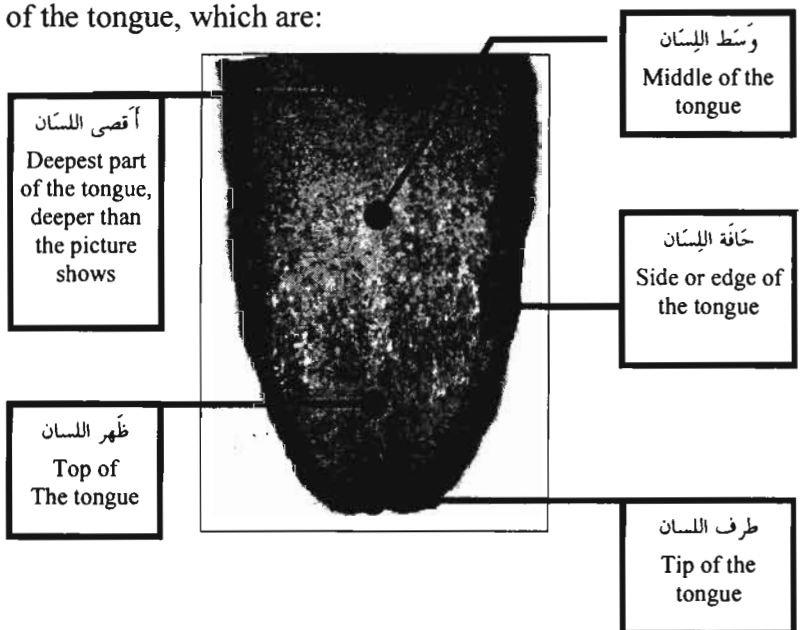 of the tongue, which are:
وَسَط اللِسَان
Middle of the
tongue
أَقصى اللسَان
Deepest part
of the tongue,
deeper than
the picture
shows
حَافَة اللِسَان
Side or edge of
the tongue
ظَهر اللسان
Top of
The tongue
طرف اللسان
Tip of the
tongue